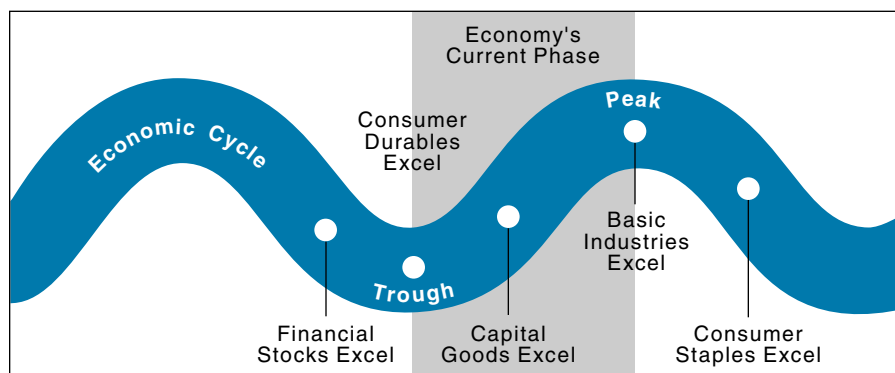 Economy's
Current Phase
Economic Cycle
Consumer
Durables
Excel
Peak
Basic
Industries
Excel
Trough
Financial
Stocks Excel
Capital
Goods Excel
Consumer
Staples Excel